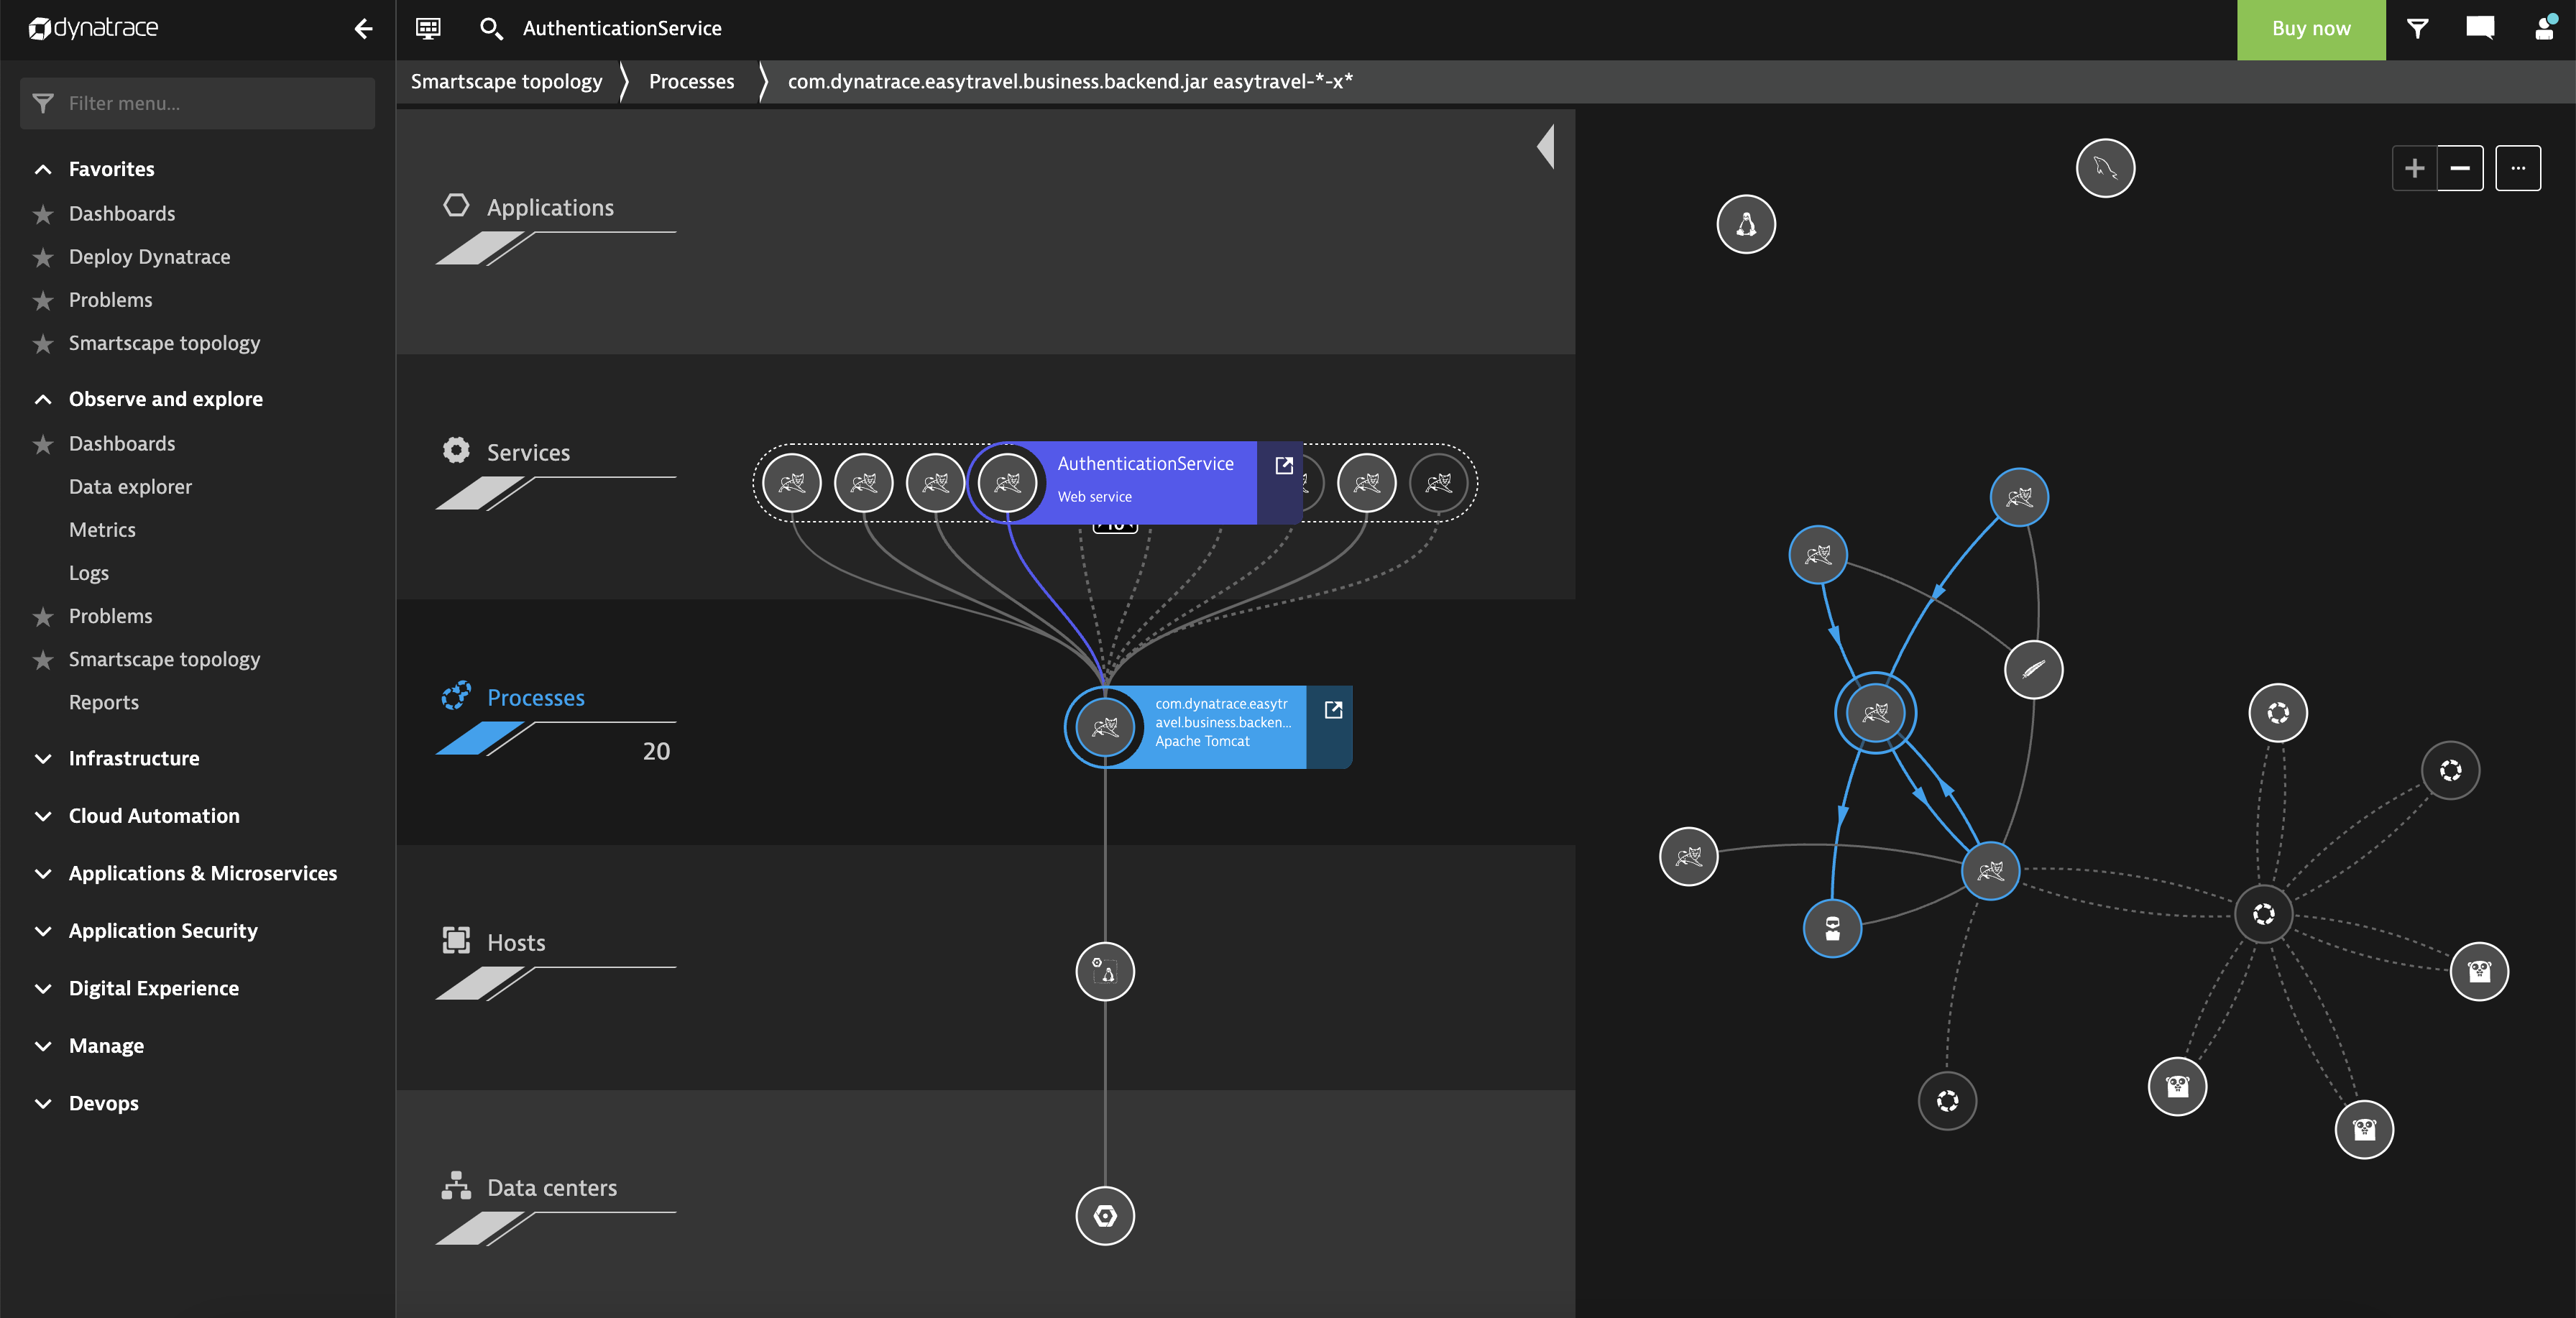 dynatrace
AuthenticationService
Buy now
Filter menu...
Smartscape topology
Processes
com.dynatrace.easytravel.business.backend.jar easytravel-*-x*
Favorites
Dashboards
Deploy Dynatrace
Problems
Smartscape topology
Observe and explore
Dashboards
Data explorer
Metrics
Logs
Problems
Smartscape topology
Reports
Infrastructure
Cloud Automation
Applications & Microservices
Application Security
Digital Experience
Manage
Devops
Applications
Services
AuthenticationService
Web service
Processes
20
com.dynatrace.easytr
avel.business.backen...
Apache Tomcat
Hosts
Data centers